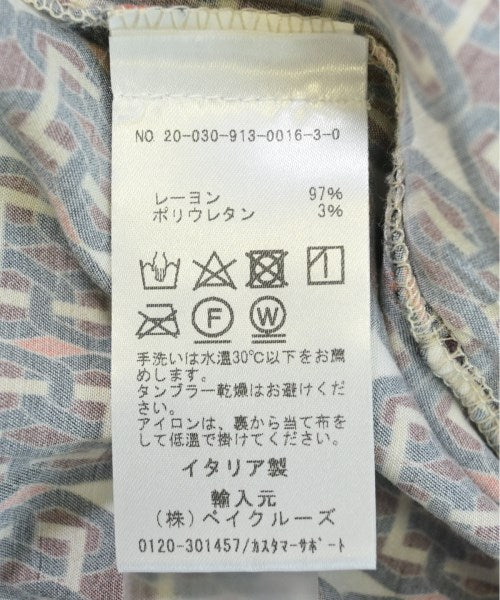 NO 20-030-913-0016-3-0
レーヨン 97%
ポリウレタン 3%
F W
手洗いは水温30℃以下をお薦
めします。
タンブラー乾燥はお避けくだ
さい。
アイロンは、裏から当て布を
して低温で掛けてください。
イタリア製
輸入元
(株)ベイクルーズ
0120-301457/カスタマーサポート